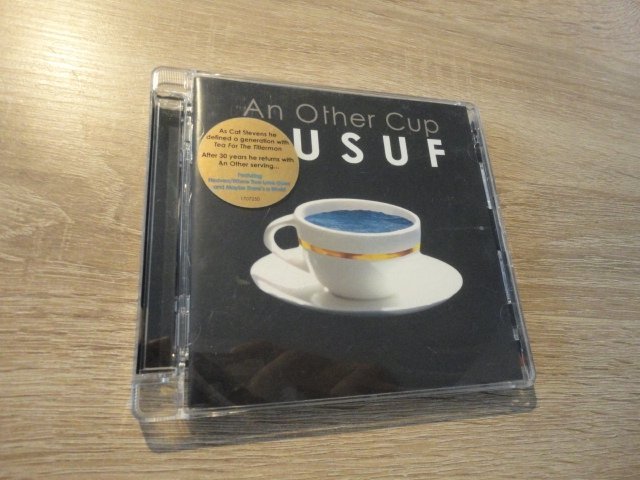 An Other Cup
USUF
As Cat Stevens he
defined a generation with
Tea For The Tillerman
After 30 years he returns with
An Other serving...
Featuring
Heaven/Where True Love Goes
and Maybe There's a World
1707250